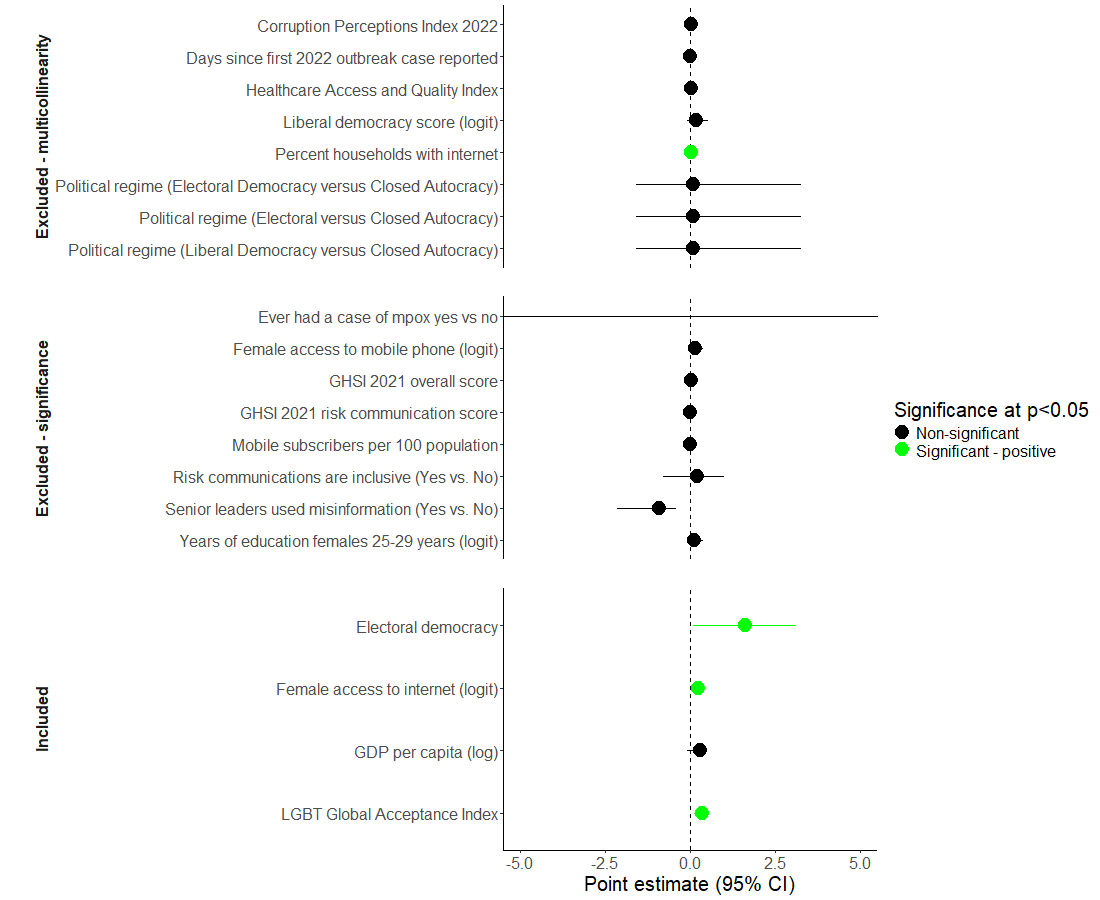 Excluded - multicollinearity
Corruption Perceptions Index 2022
Days since first 2022 outbreak case reported
Healthcare Access and Quality Index
Liberal democracy score (logit)
Percent households with internet
Political regime (Electoral Democracy versus Closed Autocracy)
Political regime (Electoral versus Closed Autocracy)
Political regime (Liberal Democracy versus Closed Autocracy)
Excluded - significance
Ever had a case of mpox yes vs no
Female access to mobile phone (logit)
GHSI 2021 overall score
GHSI 2021 risk communication score
Mobile subscribers per 100 population
Risk communications are inclusive (Yes vs. No)
Senior leaders used misinformation (Yes vs. No)
Years of education females 25-29 years (logit)
Included
Electoral democracy
Female access to internet (logit)
GDP per capita (log)
LGBT Global Acceptance Index
-5.0 -2.5 0.0 2.5 5.0
Point estimate (95% CI)
Significance at p<0.05
Non-significant
Significant - positive